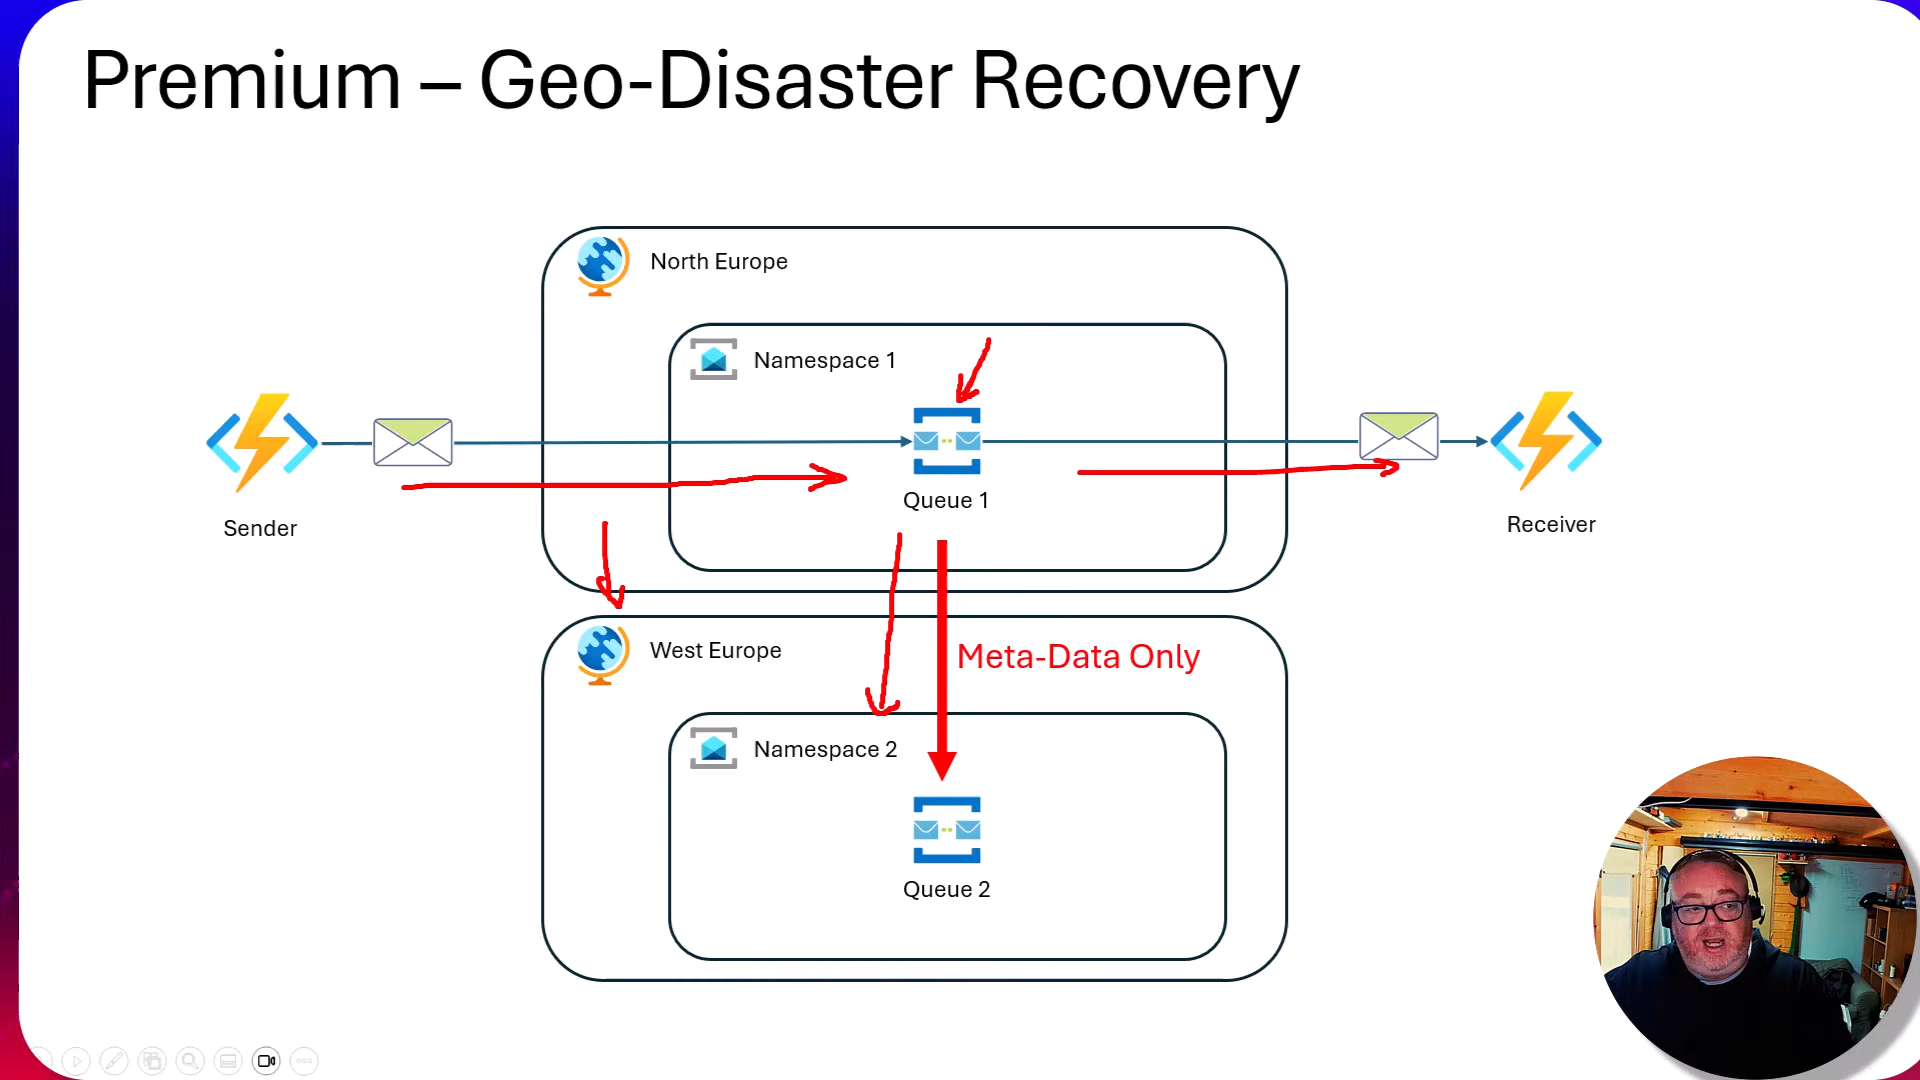 Premium – Geo-Disaster Recovery
North Europe
Namespace 1
Queue 1
Sender
Receiver
West Europe
Meta-Data Only
Namespace 2
Queue 2